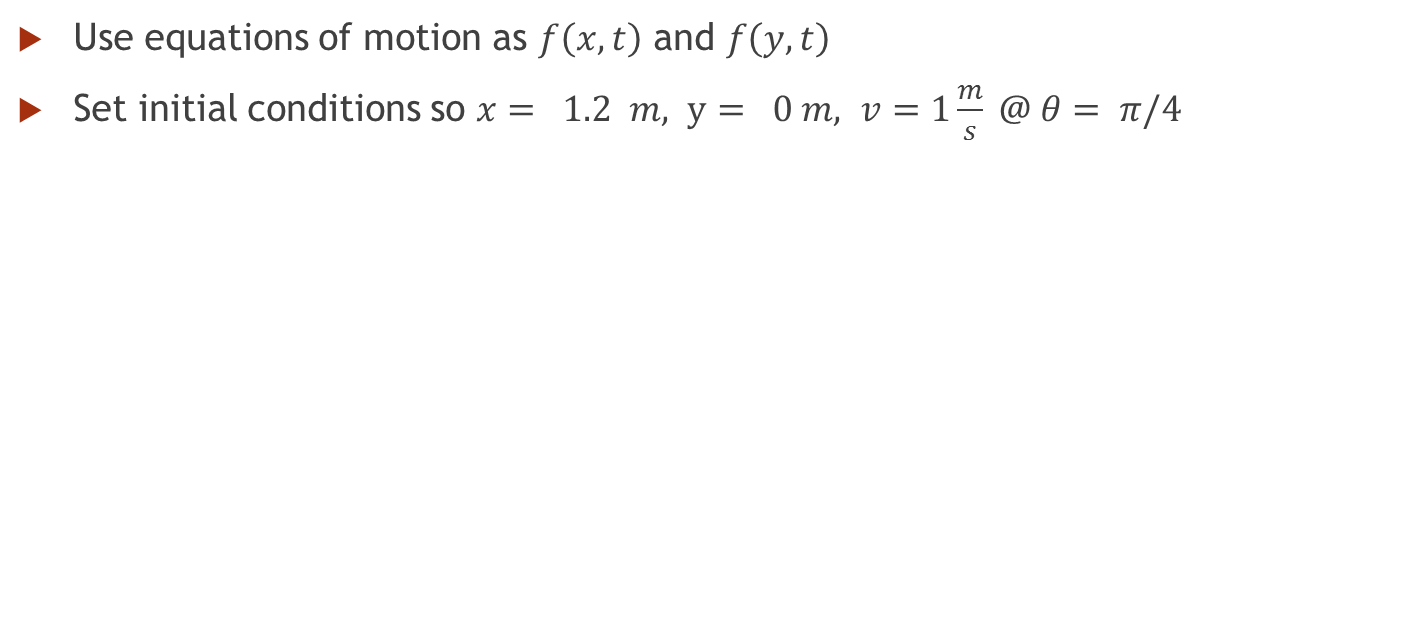 ▶ Use equations of motion as 𝑓(𝑥, 𝑡) and 𝑓(𝑦, 𝑡)
▶ Set initial conditions so 𝑥 = 1.2 𝑚, y = 0 𝑚, 𝑣 = 1 𝑚/𝑠 @ 𝜃 = 𝜋/4